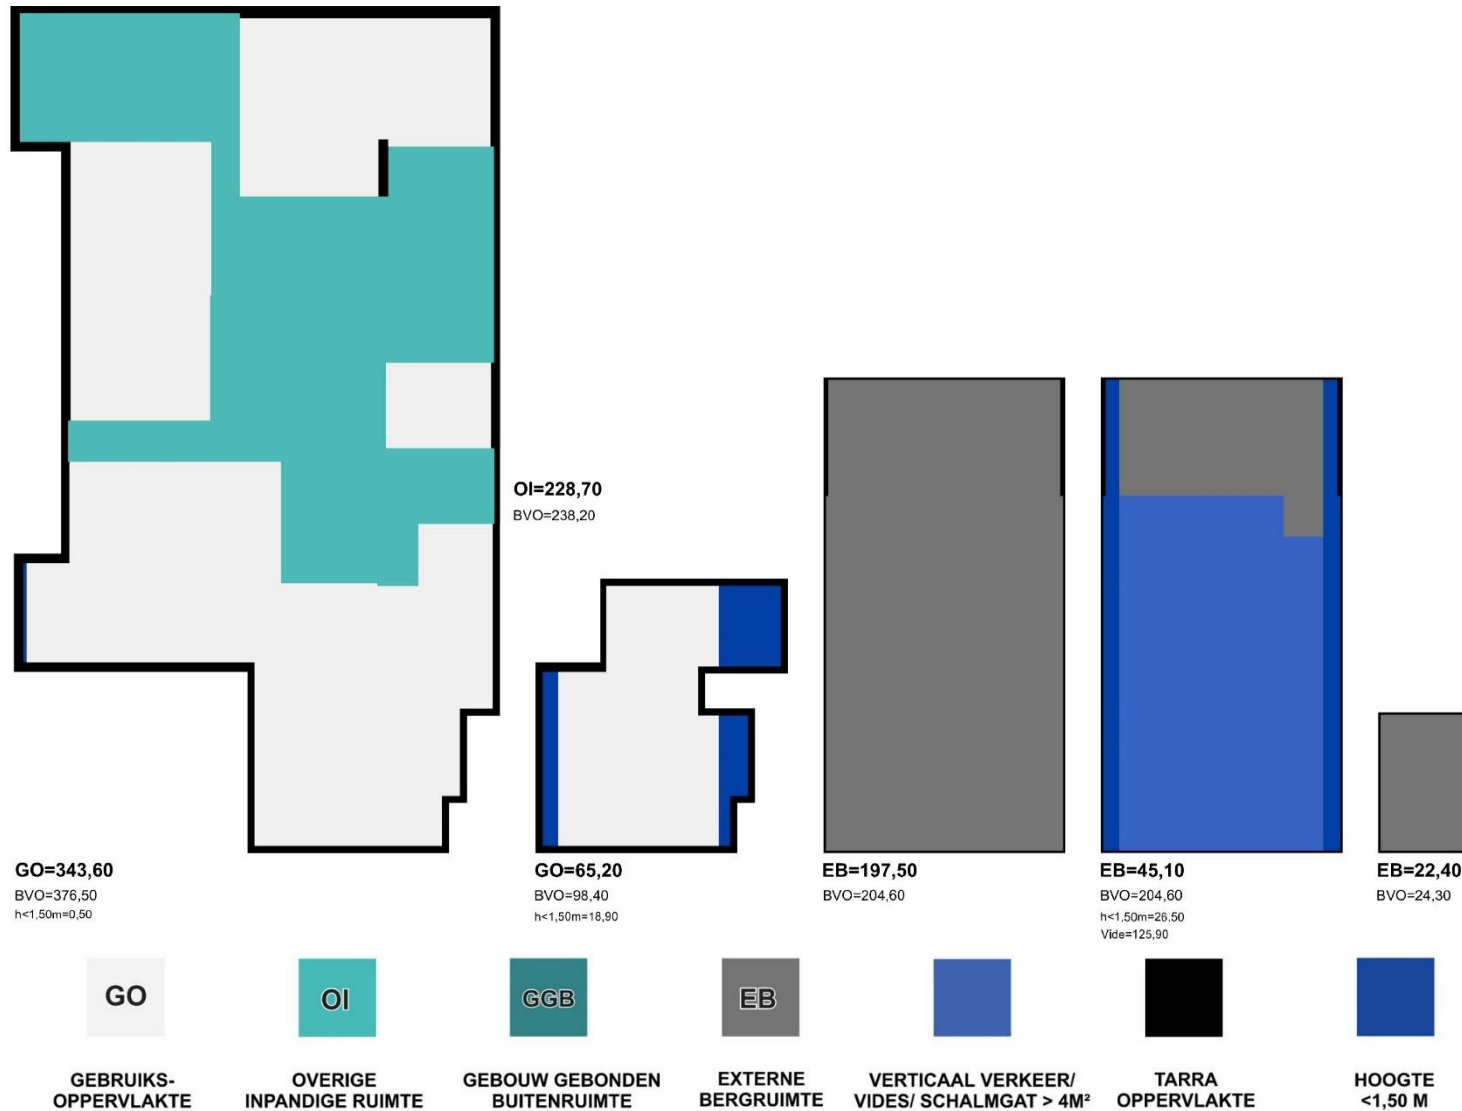 OI=228,70
BVO=238,20
GO=343,60
BVO=376,50
h<1,50m=0,50
GO=65,20
BVO=98,40
h<1,50m=18,90
EB=197,50
BVO=204,60
EB=45,10
BVO=204,60
h<1,50m=26,50
Vide=125,90
EB=22,40
BVO=24,30
GO
OI
GGB
EB
GEBRUIKS-
OPPERVLAKTE
OVERIGE
INPANDIGE RUIMTE
GEBOUW GEBONDEN
BUITENRUIMTE
EXTERNE
BERGRUIMTE
VERTICAAL VERKEER/
VIDES/ SCHALMGAT > 4M²
TARRA
OPPERVLAKTE
HOOGTE
<1,50 M